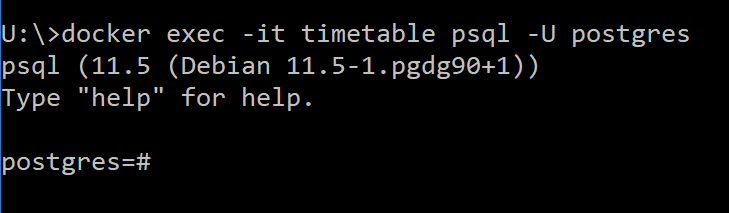 U:\>docker exec -it timetable psql -U postgres
psql (11.5 (Debian 11.5-1.pgdg90+1))
Type "help" for help.
postgres=#